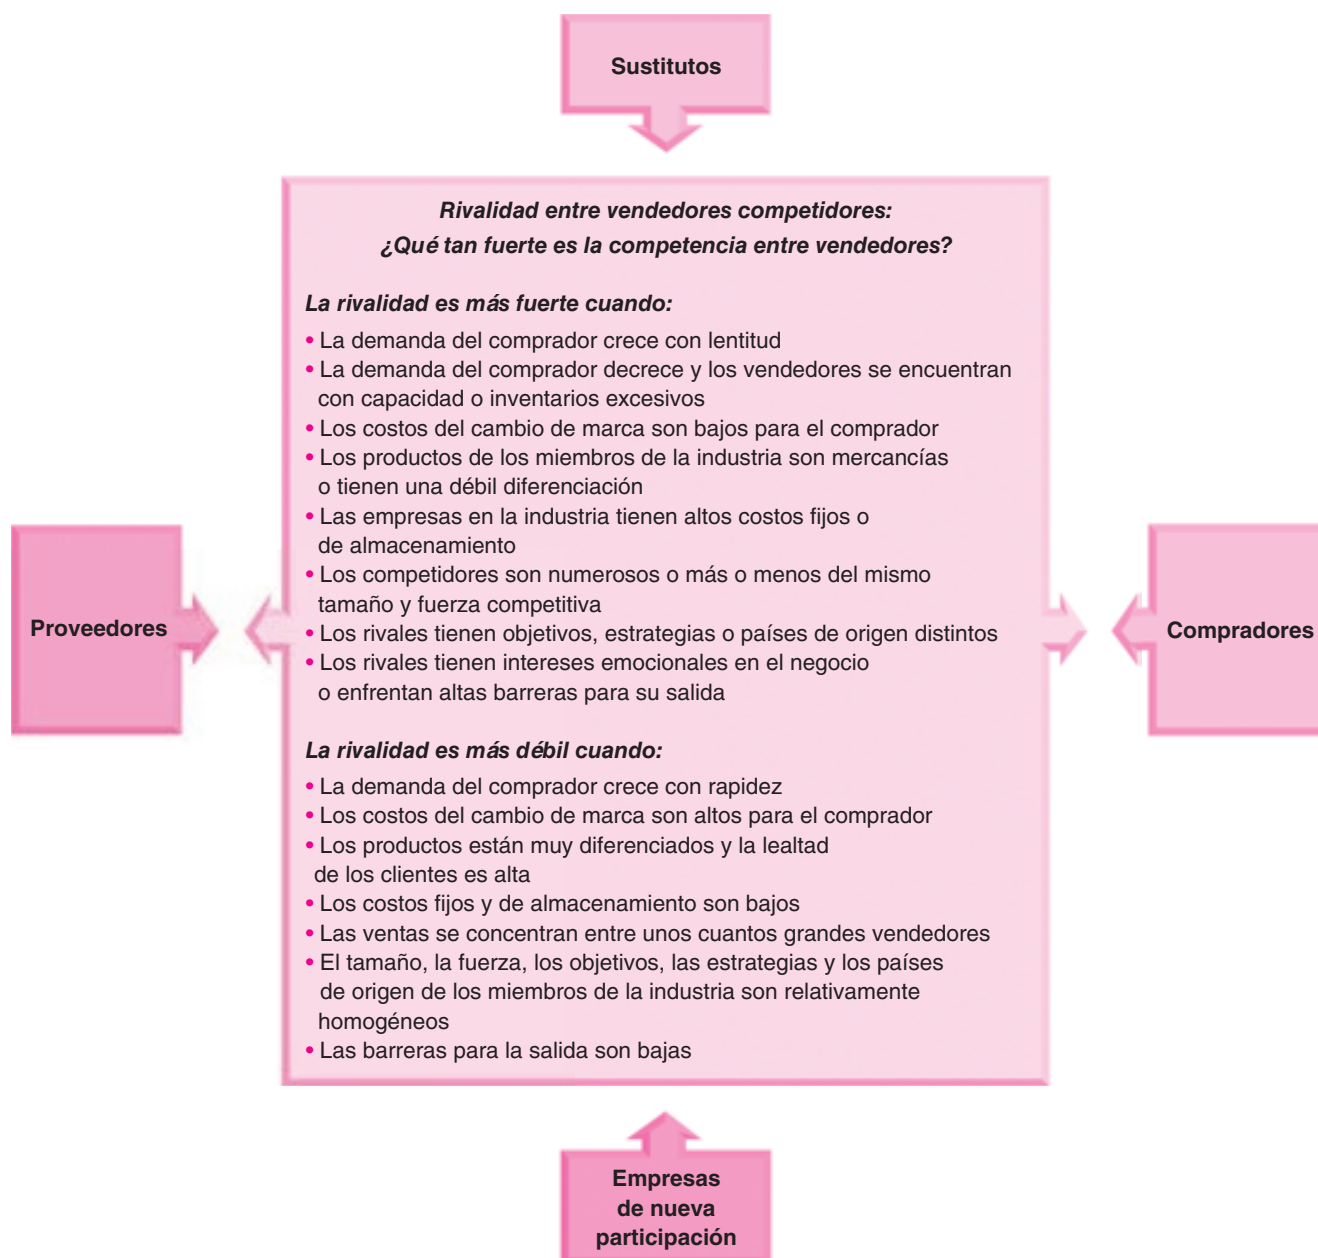 Sustitutos
Rivalidad entre vendedores competidores:
¿Qué tan fuerte es la competencia entre vendedores?
La rivalidad es más fuerte cuando:
• La demanda del comprador crece con lentitud
• La demanda del comprador decrece y los vendedores se encuentran
con capacidad o inventarios excesivos
• Los costos del cambio de marca son bajos para el comprador
• Los productos de los miembros de la industria son mercancías
o tienen una débil diferenciación
• Las empresas en la industria tienen altos costos fijos o
de almacenamiento
• Los competidores son numerosos o más o menos del mismo
tamaño y fuerza competitiva
• Los rivales tienen objetivos, estrategias o países de origen distintos
• Los rivales tienen intereses emocionales en el negocio
o enfrentan altas barreras para su salida
La rivalidad es más débil cuando:
• La demanda del comprador crece con rapidez
• Los costos del cambio de marca son altos para el comprador
• Los productos están muy diferenciados y la lealtad
de los clientes es alta
• Los costos fijos y de almacenamiento son bajos
• Las ventas se concentran entre unos cuantos grandes vendedores
• El tamaño, la fuerza, los objetivos, las estrategias y los países
de origen de los miembros de la industria son relativamente
homogéneos
• Las barreras para la salida son bajas
Proveedores
Compradores
Empresas
de nueva
participación